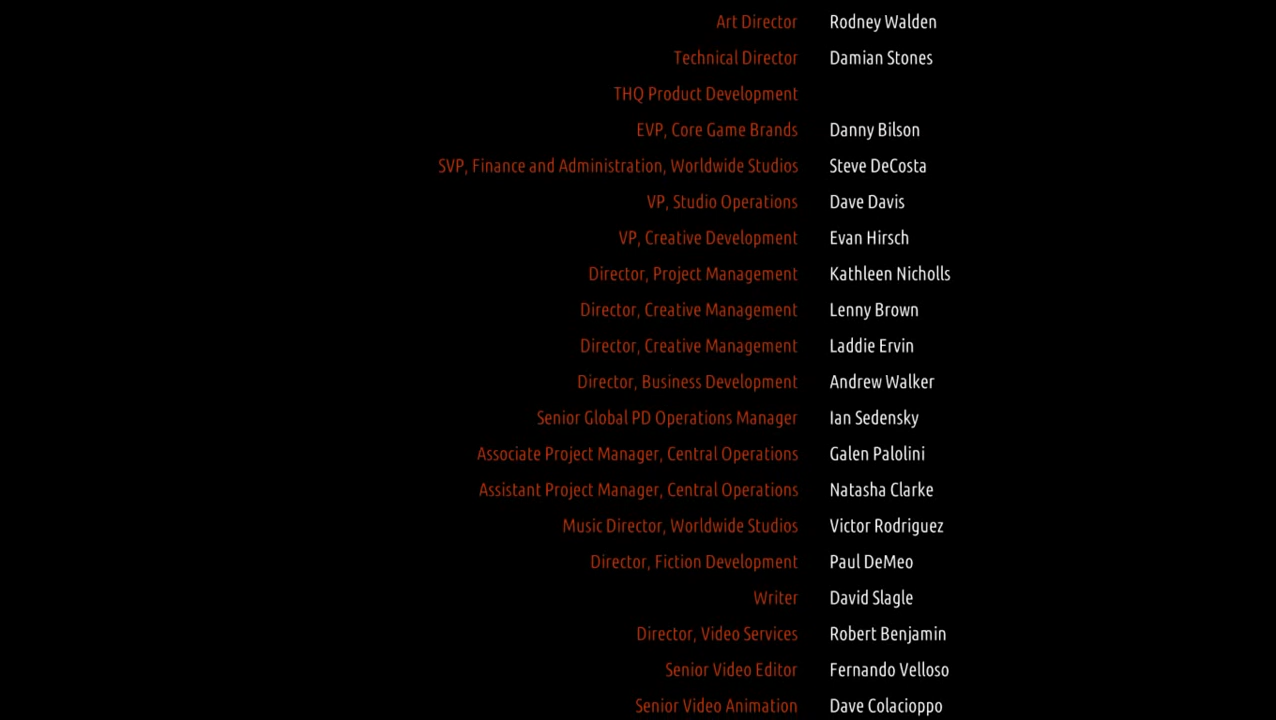 Art Director Rodney Walden
Technical Director Damian Stones
THQ Product Development
EVP, Core Game Brands Danny Bilson
SVP, Finance and Administration, Worldwide Studios Steve DeCosta
VP, Studio Operations Dave Davis
VP, Creative Development Evan Hirsch
Director, Project Management Kathleen Nicholls
Director, Creative Management Lenny Brown
Director, Creative Management Laddie Ervin
Director, Business Development Andrew Walker
Senior Global PD Operations Manager Ian Sedensky
Associate Project Manager, Central Operations Galen Palolini
Assistant Project Manager, Central Operations Natasha Clarke
Music Director, Worldwide Studios Victor Rodriguez
Director, Fiction Development Paul DeMeo
Writer David Slagle
Director, Video Services Robert Benjamin
Senior Video Editor Fernando Velloso
Senior Video Animation Dave Colacioppo